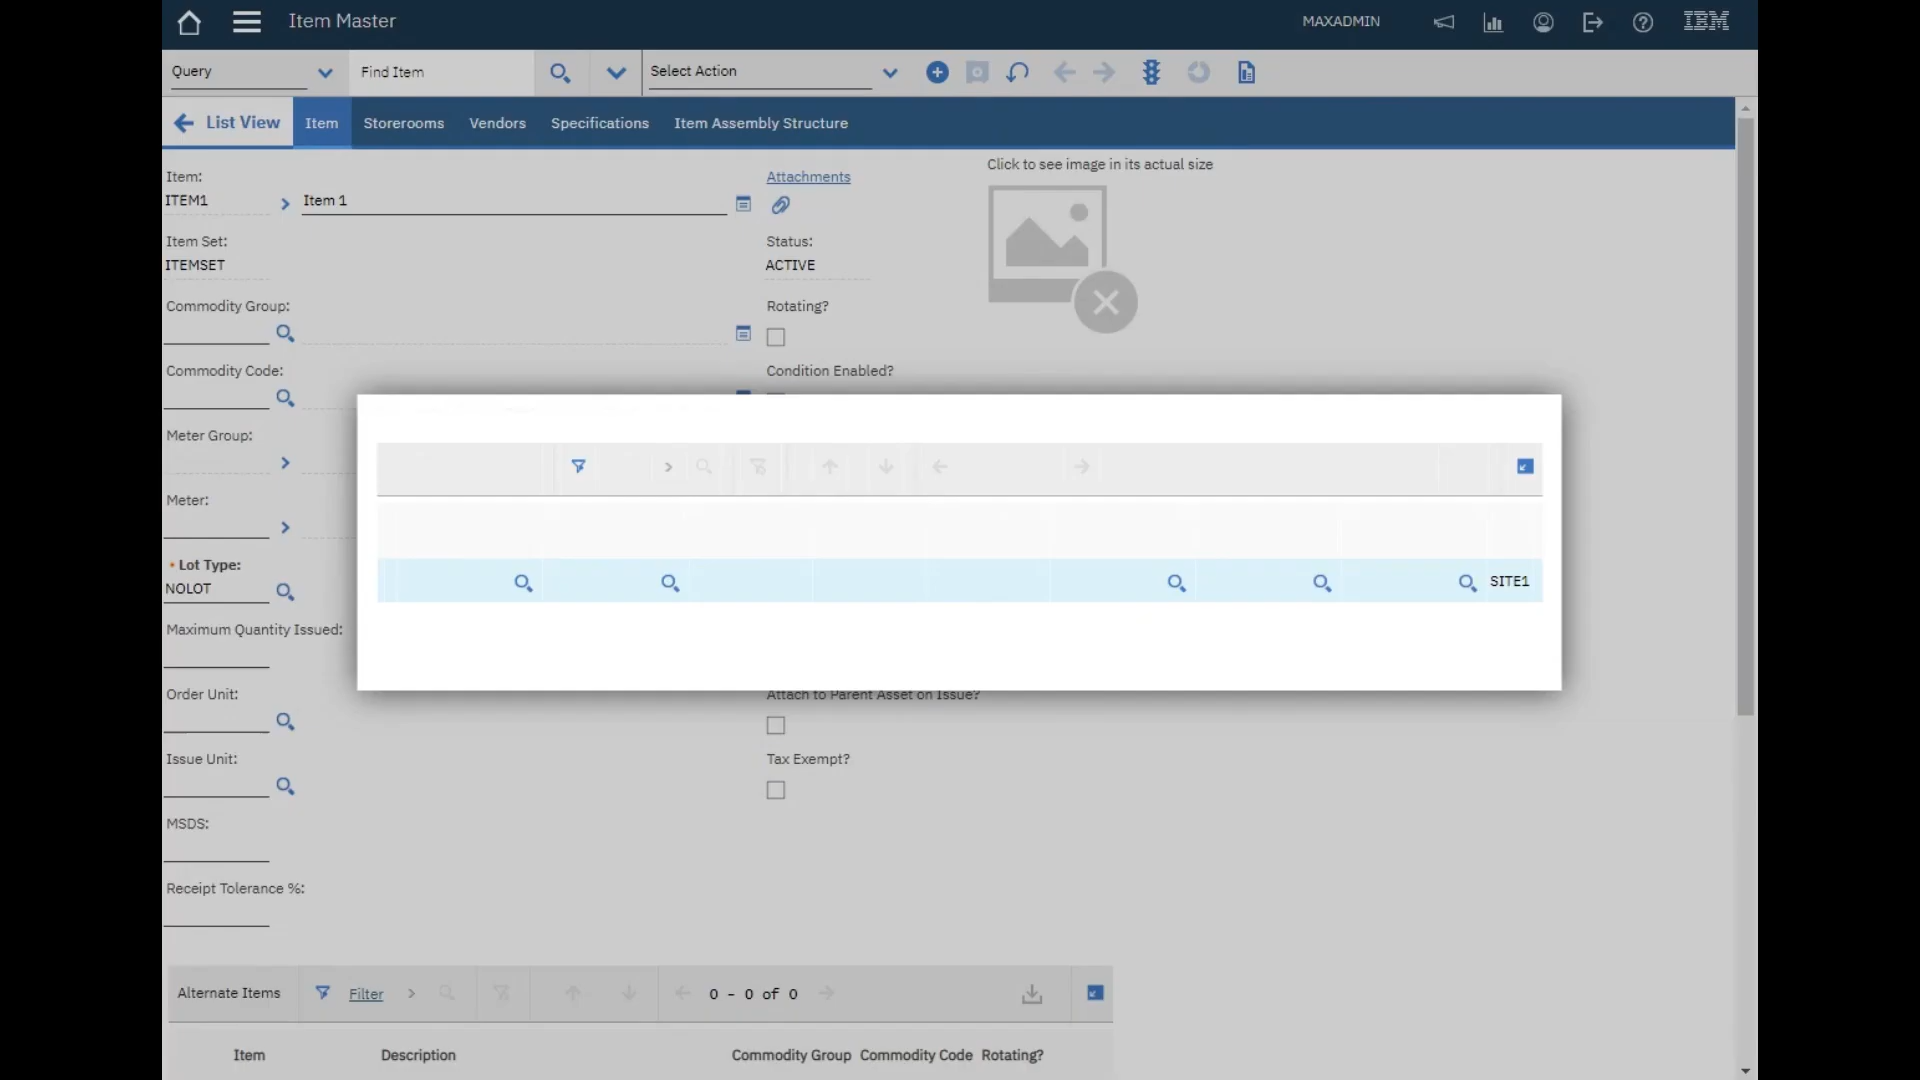 Item Master
MAXADMIN
IBM
Query
Find Item
Select Action
List View
Item
Storerooms
Vendors
Specifications
Item Assembly Structure
Item:
ITEM1
Item 1
Attachments
Click to see image in its actual size
Item Set:
ITEMSET
Status:
ACTIVE
Commodity Group:
Rotating?
Commodity Code:
Condition Enabled?
Meter Group:
Meter:
• Lot Type:
NOLOT
SITE1
Maximum Quantity Issued:
Order Unit:
Attach to Parent Asset on Issue?
Issue Unit:
Tax Exempt?
MSDS:
Receipt Tolerance %:
Alternate Items
Filter
0 - 0 of 0
Item
Description
Commodity Group
Commodity Code
Rotating?